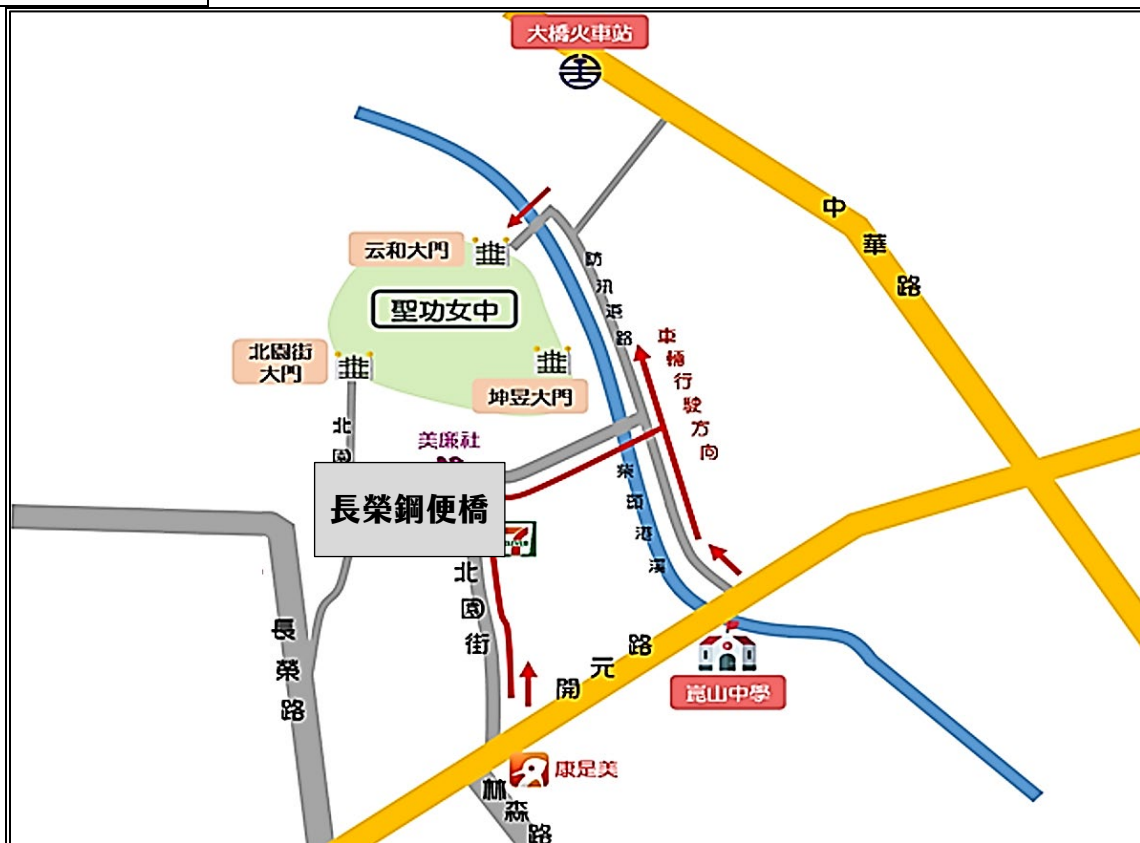 大橋火車站
中華路
云和大門
聖功女中
防汛道路
北園街
大門
坤昱大門
車輛行駛方向
美廉社
北園
長榮鋼便橋
柴頭港溪
北園街
長榮路
開元路
崑山中學
康是美
林森路